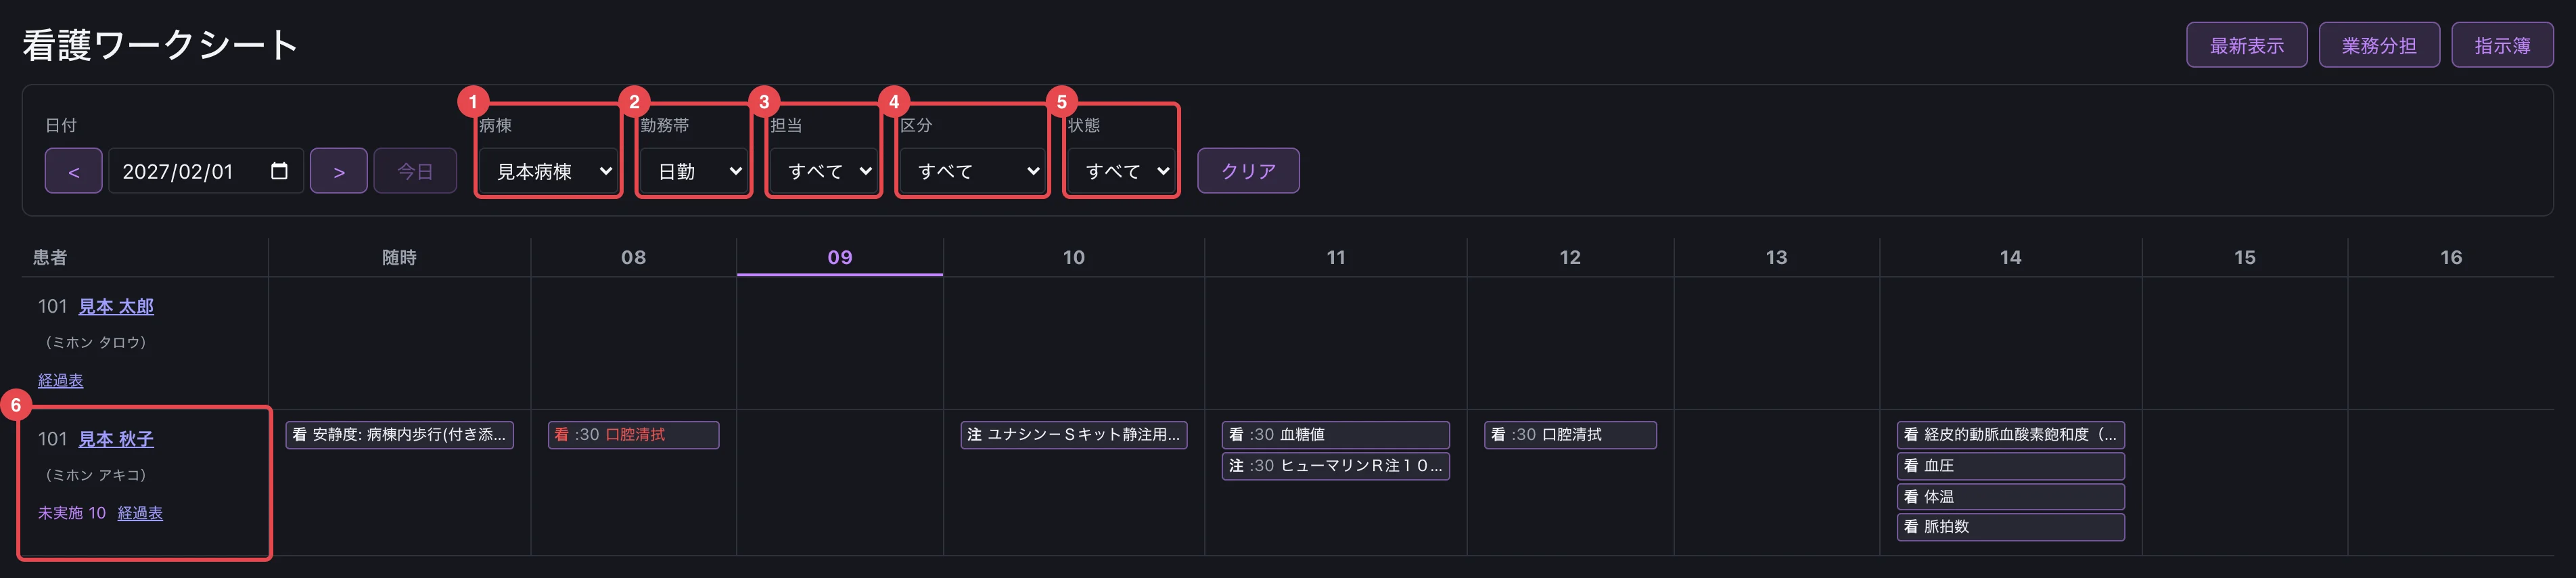 看護ワークシート
最新表示 業務分担 指示簿
1 2 3 4 5
日付 病棟 勤務帯 担当 区分 状態
< 2027/02/01 > 今日 見本病棟 日勤 すべて すべて すべて クリア
患者 随時 08 09 10 11 12 13 14 15 16
101 見本 太郎
（ミホン タロウ）
経過表
6
101 見本 秋子
（ミホン アキコ）
未実施 10 経過表
看 安静度: 病棟内歩行(付き添...
看 :30 口腔清拭
注 ユナシン－Ｓキット静注用...
看 :30 血糖値
注 :30 ヒューマリンＲ注１０...
看 :30 口腔清拭
看 経皮的動脈血酸素飽和度（...
看 血圧
看 体温
看 脈拍数